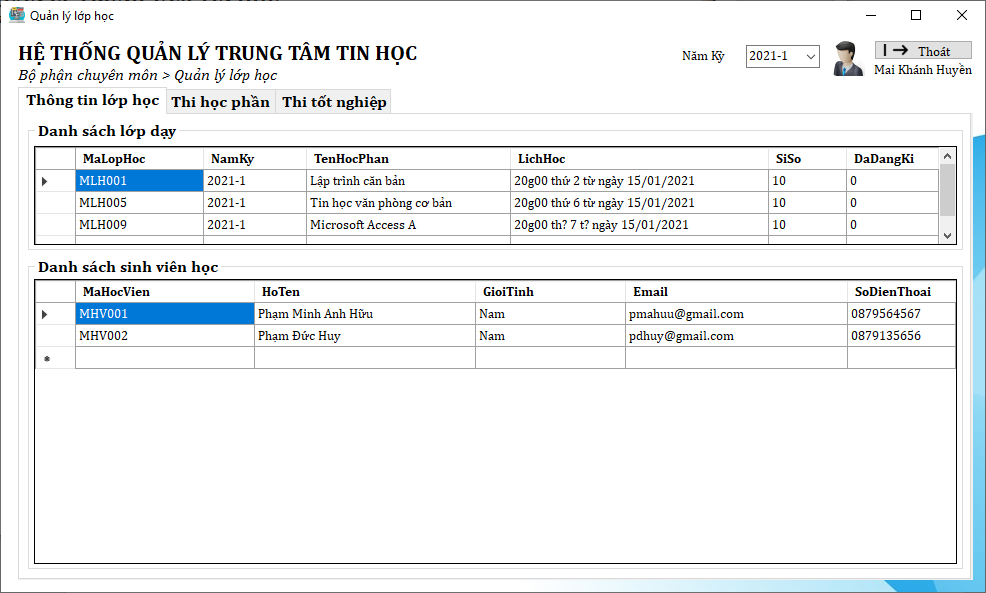 Quản lý lớp học
HỆ THỐNG QUẢN LÝ TRUNG TÂM TIN HỌC
Năm Kỳ 2021-1 Thoát
Bộ phận chuyên môn > Quản lý lớp học Mai Khánh Huyền
Thông tin lớp học Thi học phần Thi tốt nghiệp
Danh sách lớp dạy
MaLopHoc NamKy TenHocPhan LichHoc SiSo DaDangKi
MLH001 2021-1 Lập trình căn bản 20g00 thứ 2 từ ngày 15/01/2021 10 0
MLH005 2021-1 Tin học văn phòng cơ bản 20g00 thứ 6 từ ngày 15/01/2021 10 0
MLH009 2021-1 Microsoft Access A 20g00 th? 7 t? ngày 15/01/2021 10 0
Danh sách sinh viên học
MaHocVien HoTen GioiTinh Email SoDienThoai
MHV001 Phạm Minh Anh Hữu Nam pmahuu@gmail.com 0879564567
MHV002 Phạm Đức Huy Nam pdhuy@gmail.com 0879135656